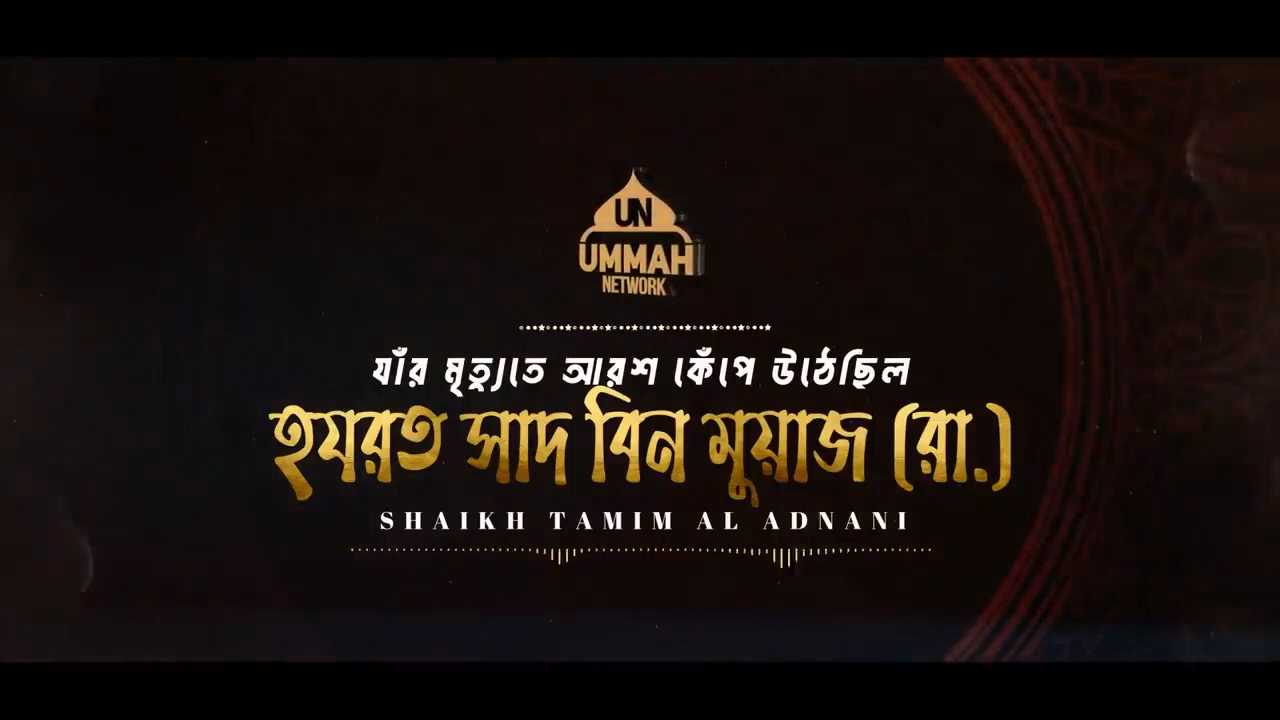 UN
UMMAH
NETWORK
যাঁর মৃত্যুতে আরশ কেঁপে উঠেছিল
হযরত সাদ বিন মুয়াজ (রা.)
SHAIKH TAMIM AL ADNANI